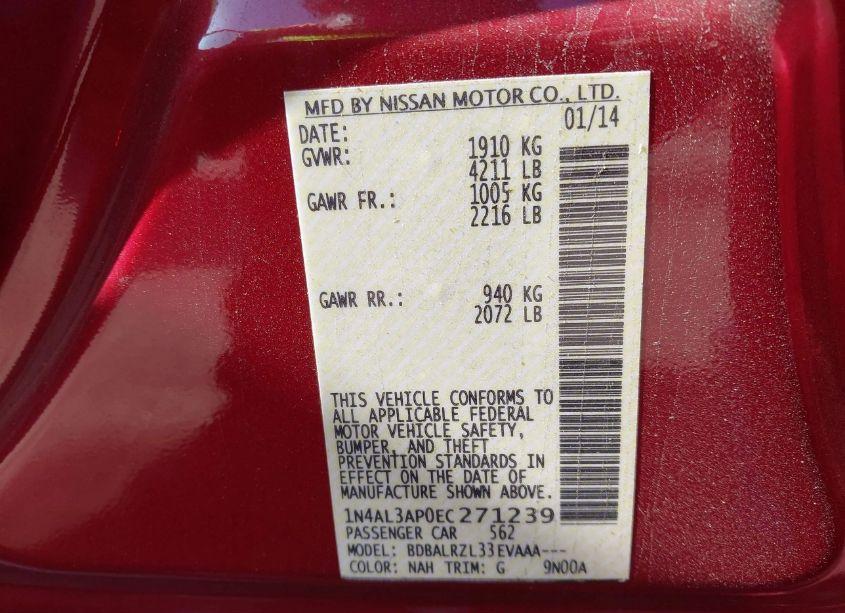 MFD BY NISSAN MOTOR CO., LTD.
DATE: 01/14
GVWR: 1910 KG
4211 LB
GAWR FR.: 1005 KG
2216 LB
GAWR RR.: 940 KG
2072 LB
THIS VEHICLE CONFORMS TO
ALL APPLICABLE FEDERAL
MOTOR VEHICLE SAFETY,
BUMPER, AND THEFT
PREVENTION STANDARDS IN
EFFECT ON THE DATE OF
MANUFACTURE SHOWN ABOVE.
1N4AL3AP0EC271239
PASSENGER CAR 562
MODEL: BDBALRZL33EVAAA---
COLOR: NAH TRIM: G 9N00A